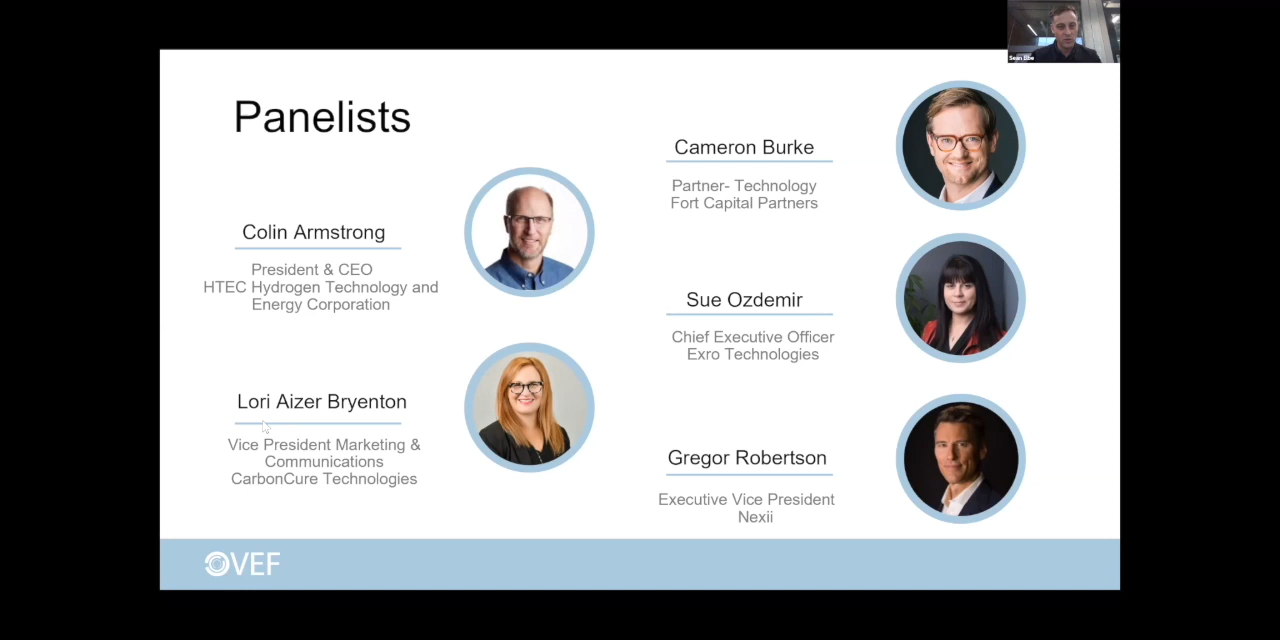 Panelists
Colin Armstrong
President & CEO
HTEC Hydrogen Technology and
Energy Corporation
Lori Aizer Bryenton
Vice President Marketing &
Communications
CarbonCure Technologies
Cameron Burke
Partner- Technology
Fort Capital Partners
Sue Ozdemir
Chief Executive Officer
Exro Technologies
Gregor Robertson
Executive Vice President
Nexii
VEF
Sean